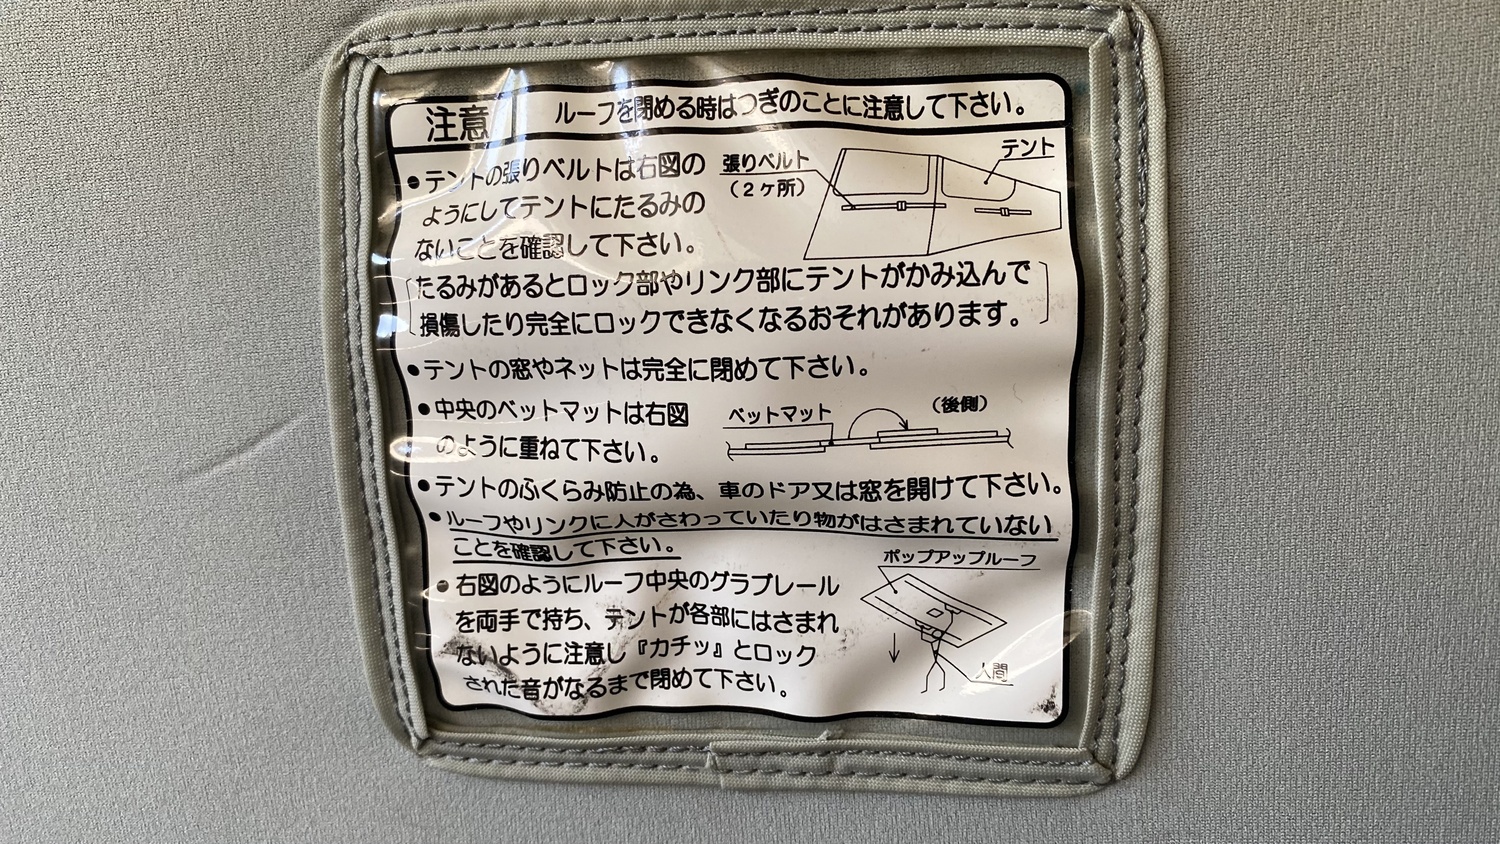 注意
ルーフを閉める時はつぎのことに注意して下さい。
●テントの張りベルトは右図の
ようにしてテントにたるみの
ないことを確認して下さい。
張りベルト
(2ヶ所)
テント
〔たるみがあるとロック部やリンク部にテントがかみ込んで
損傷したり完全にロックできなくなるおそれがあります。〕
●テントの窓やネットは完全に閉めて下さい。
●中央のベットマットは右図
のように重ねて下さい。
ベットマット
(後側)
●テントのふくらみ防止の為、車のドア又は窓を開けて下さい。
●ルーフやリンクに人がさわっていたり物がはさまれていない
ことを確認して下さい。
●右図のようにルーフ中央のグラブレール
を両手で持ち、テントが各部にはさまれ
ないように注意し『カチッ』とロック
された音がなるまで閉めて下さい。
ポップアップルーフ
人間